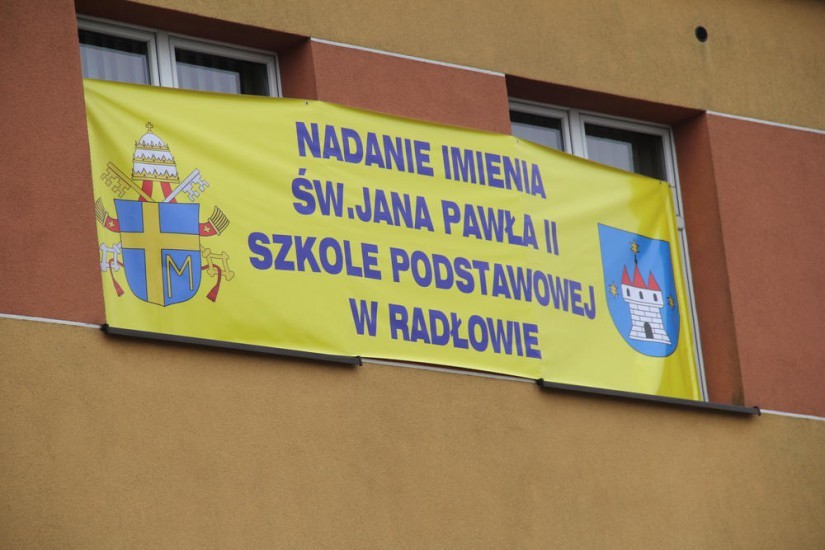 NADANIE IMIENIA
ŚW.JANA PAWŁA II
SZKOLE PODSTAWOWEJ
W RADŁOWIE
M